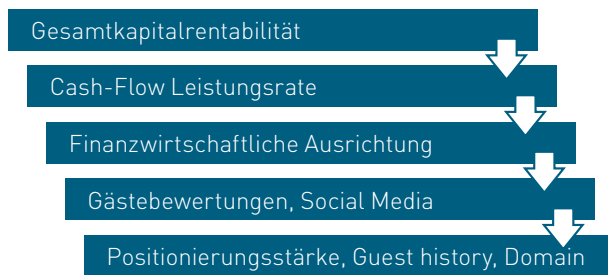 Gesamtkapitalrentabilität
Cash-Flow Leistungsrate
Finanzwirtschaftliche Ausrichtung
Gästebewertungen, Social Media
Positionierungsstärke, Guest history, Domain